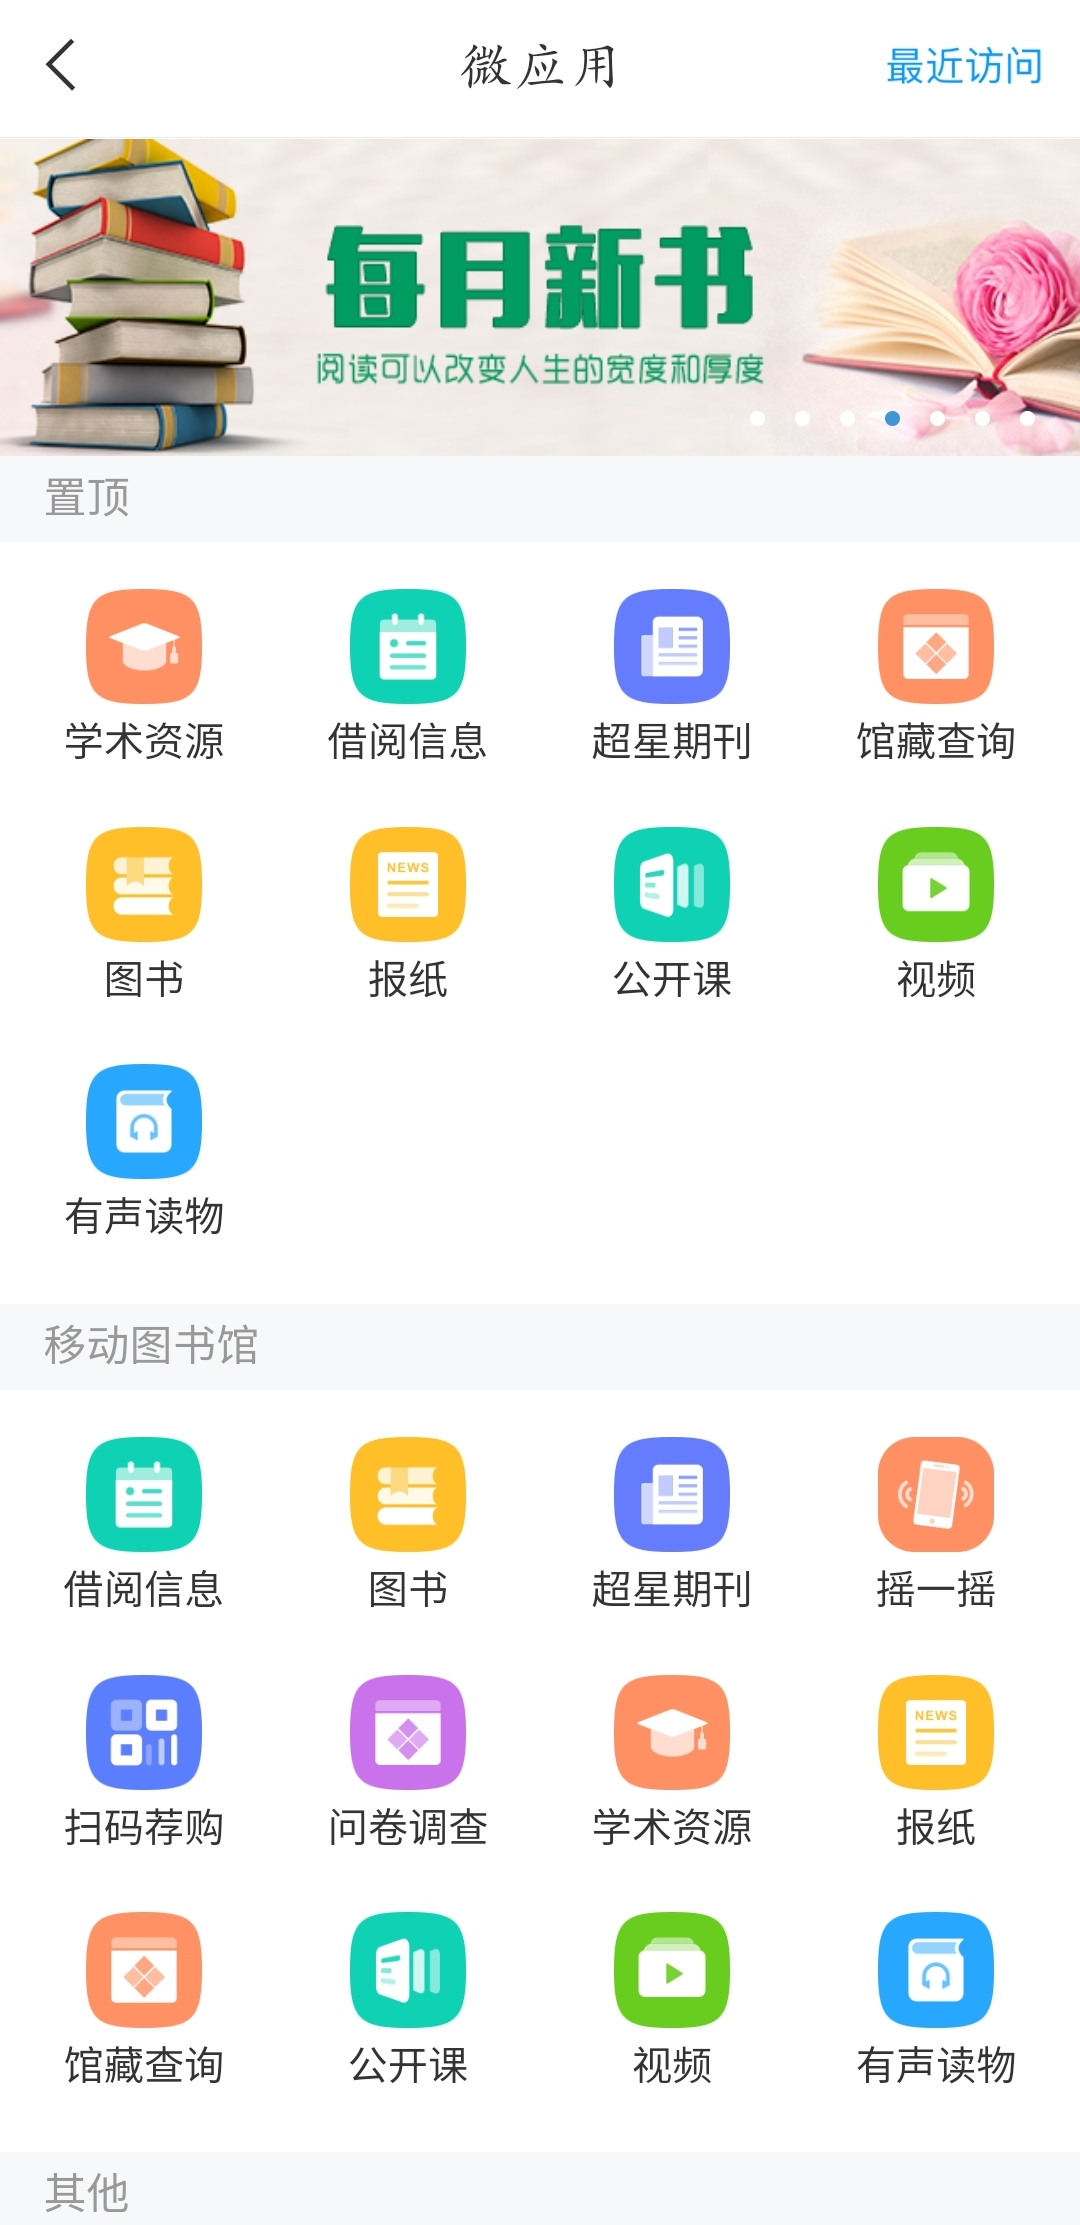 微应用
最近访问
每月新书
阅读可以改变人生的宽度和厚度
置顶
学术资源 借阅信息 超星期刊 馆藏查询
NEWS
图书 报纸 公开课 视频
有声读物
移动图书馆
借阅信息 图书 超星期刊 摇一摇
NEWS
扫码荐购 问卷调查 学术资源 报纸
馆藏查询 公开课 视频 有声读物
其他